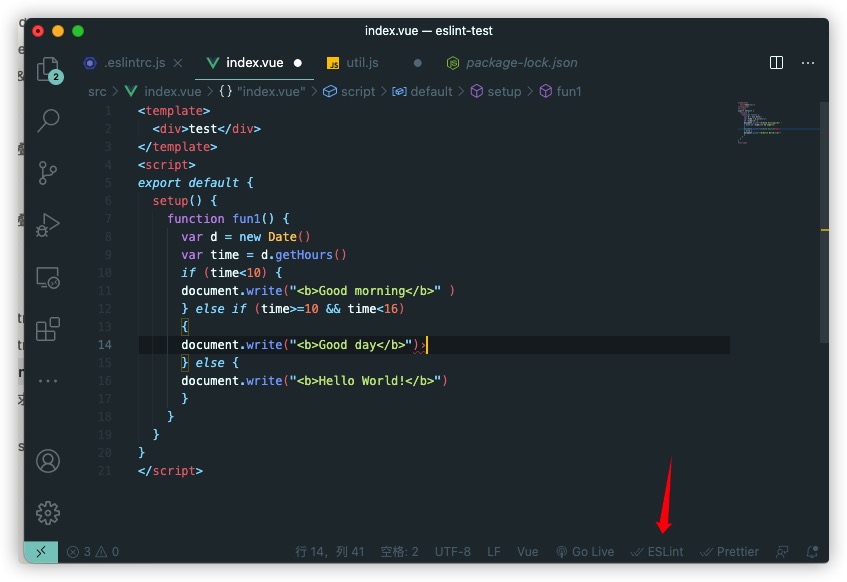 index.vue — eslint-test
.eslintrc.js
index.vue
util.js
package-lock.json
src > index.vue > {} "index.vue" > script > default > setup > fun1
1 <template>
2 <div>test</div>
3 </template>
4 <script>
5 export default {
6 setup() {
7 function fun1() {
8 var d = new Date()
9 var time = d.getHours()
10 if (time<10) {
11 document.write("<b>Good morning</b>" )
12 } else if (time>=10 && time<16)
13 {
14 document.write("<b>Good day</b>")
15 } else {
16 document.write("<b>Hello World!</b>")
17 }
18 }
19 }
20 }
21 </script>
2
3 0 行 14，列 41 空格: 2 UTF-8 LF Vue Go Live ESLint Prettier